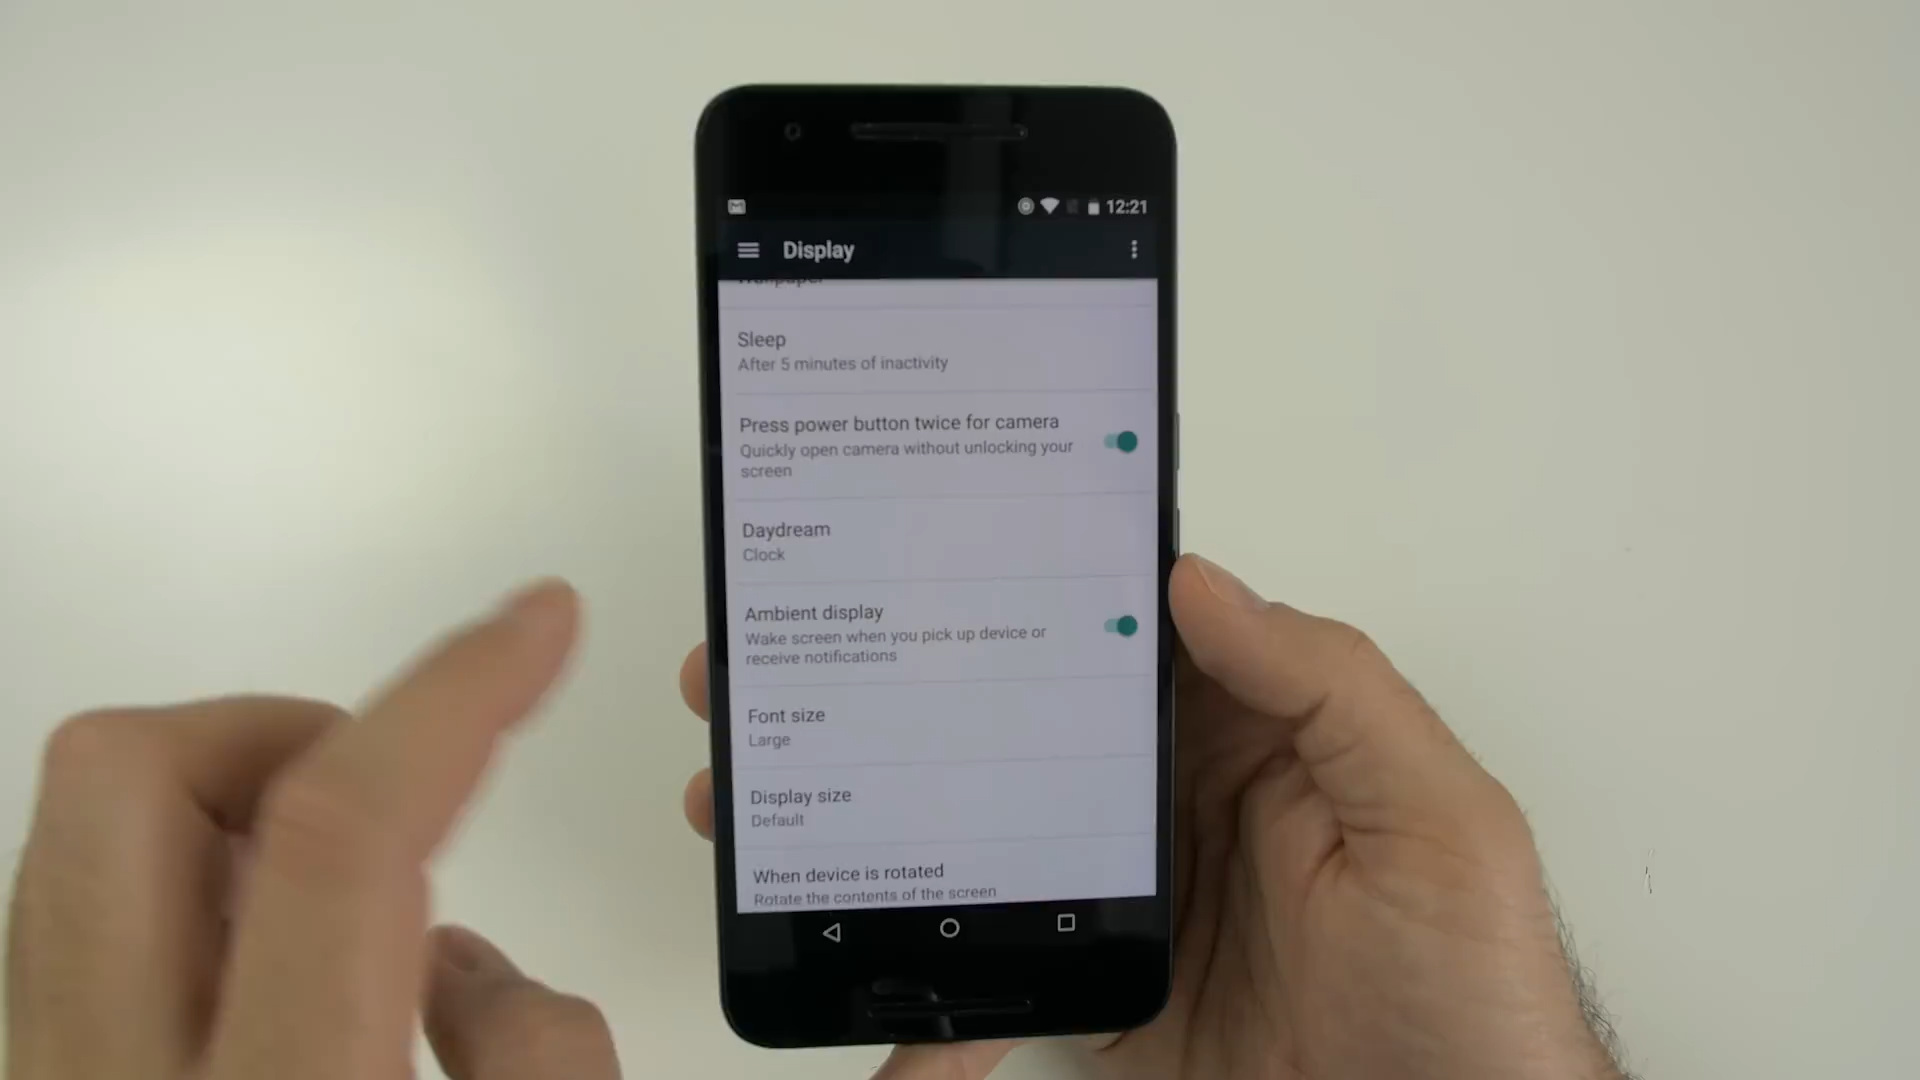 12:21
Display
Wallpaper
Sleep
After 5 minutes of inactivity
Press power button twice for camera
Quickly open camera without unlocking your
screen
Daydream
Clock
Ambient display
Wake screen when you pick up device or
receive notifications
Font size
Large
Display size
Default
When device is rotated
Rotate the contents of the screen